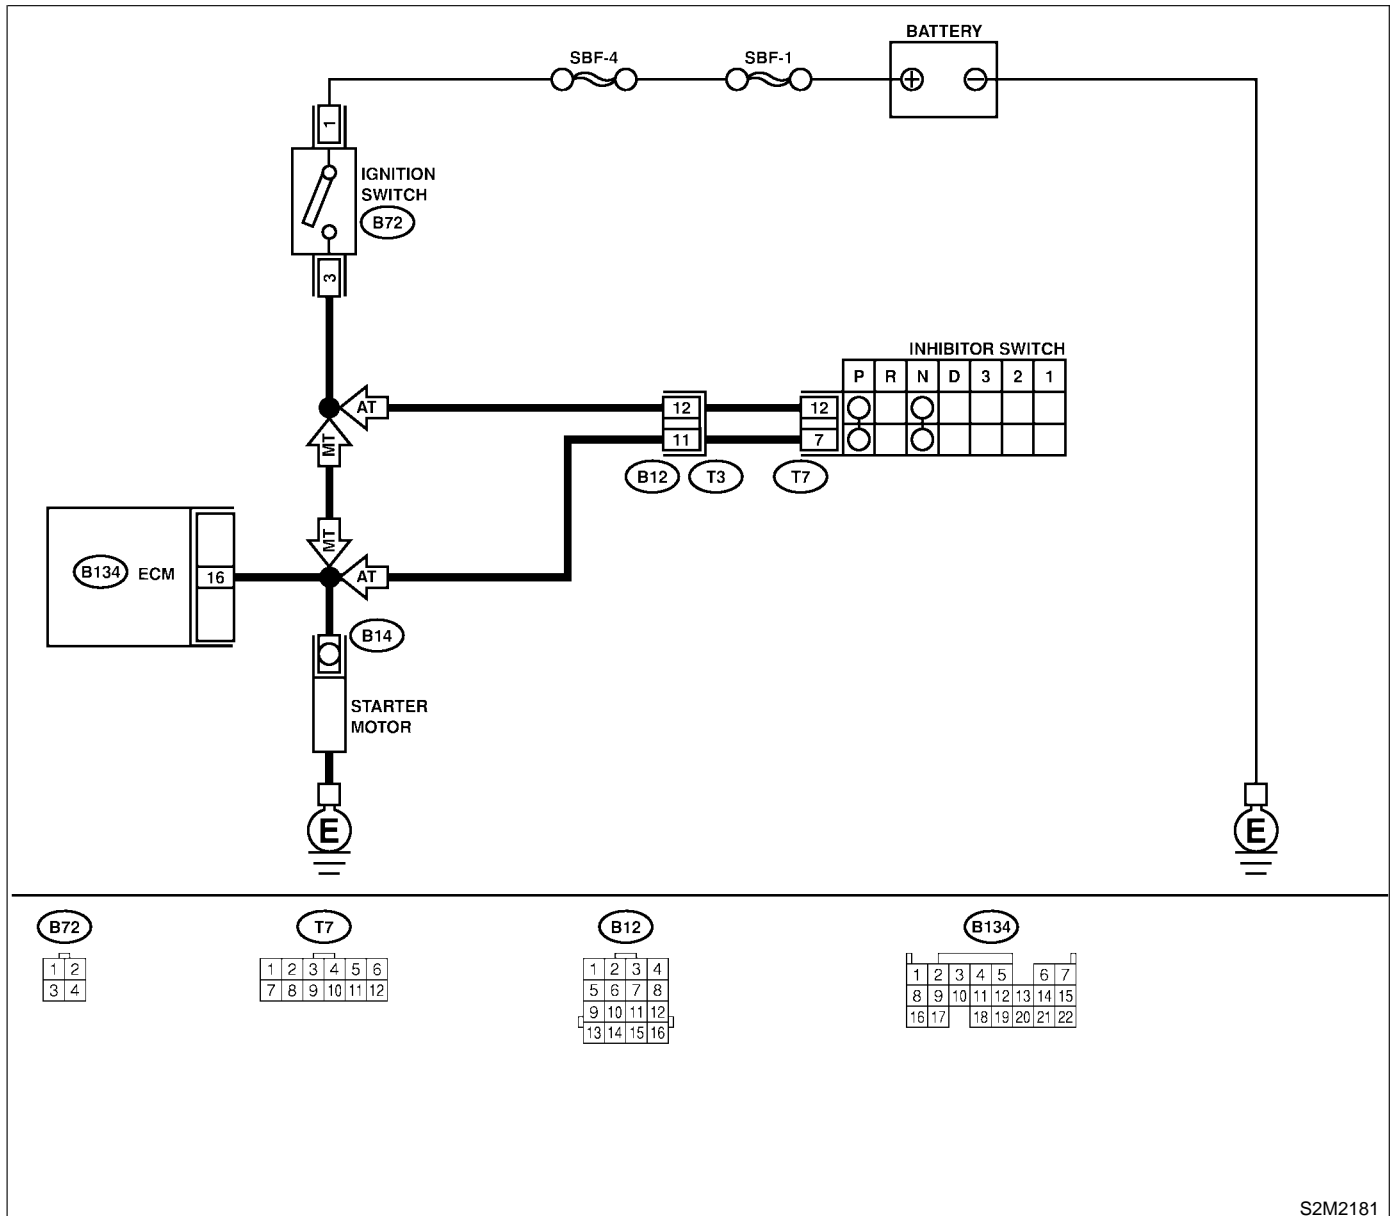 BATTERY
SBF-4 SBF-1
+ −
1
IGNITION
SWITCH
B72
3
INHIBITOR SWITCH
P R N D 3 2 1
AT 12 12
MT 11 7
B12 T3 T7
MT
B134 ECM 16 AT
B14
STARTER
MOTOR
E E
B72 T7 B12 B134
1 2
3 4
1 2 3 4 5 6
7 8 9 10 11 12
1 2 3 4
5 6 7 8
9 10 11 12
13 14 15 16
1 2 3 4 5 6 7
8 9 10 11 12 13 14 15
16 17 18 19 20 21 22
S2M2181